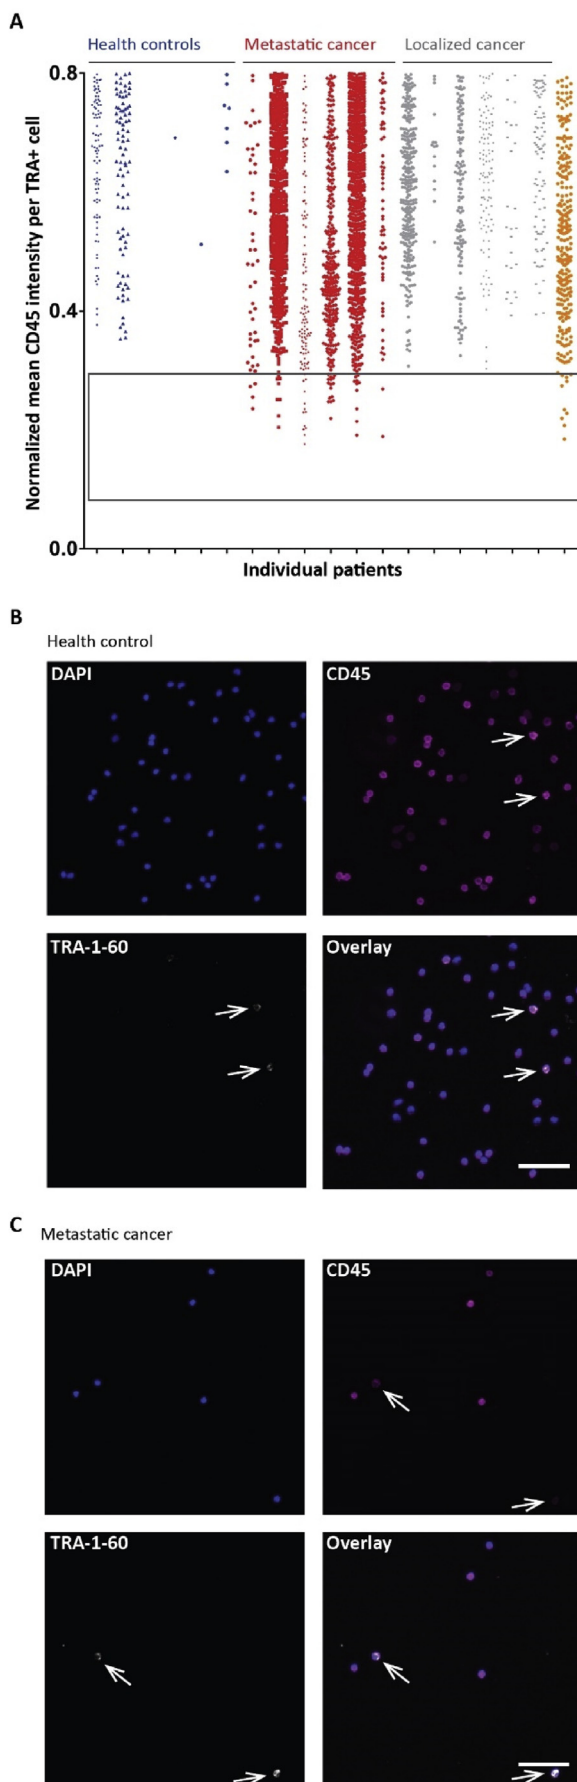 A
Health controls Metastatic cancer Localized cancer
0.8
0.4
0.0
Normalized mean CD45 intensity per TRA+ cell
Individual patients
B
Health control
DAPI CD45
TRA-1-60 Overlay
C
Metastatic cancer
DAPI CD45
TRA-1-60 Overlay